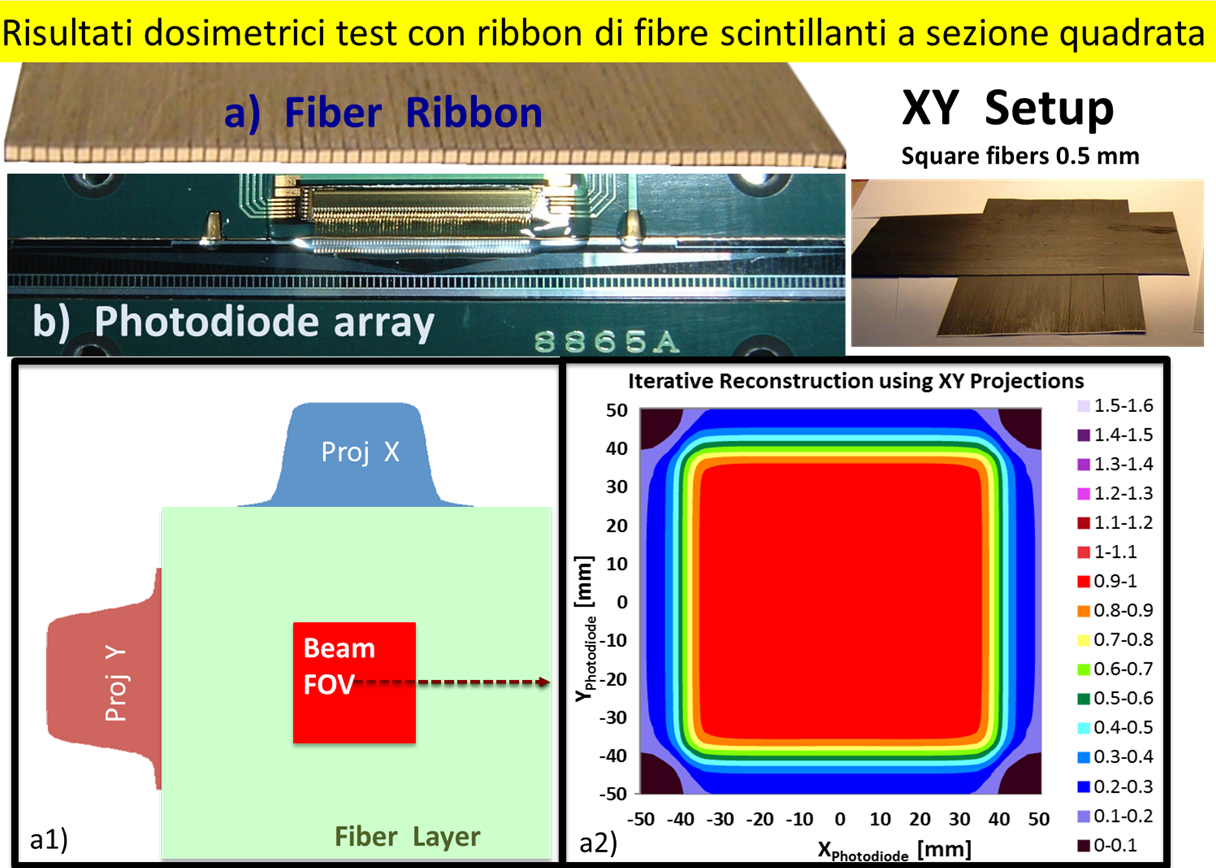 Risultati dosimetrici test con ribbon di fibre scintillanti a sezione quadrata
a) Fiber Ribbon
XY Setup
Square fibers 0.5 mm
b) Photodiode array
8865A
Proj X
Proj Y
Beam
FOV
Fiber Layer
a1)
Iterative Reconstruction using XY Projections
50
40
30
20
10
0
-10
-20
-30
-40
-50
Y Photodiode [mm]
-50 -40 -30 -20 -10 0 10 20 30 40 50
X Photodiode [mm]
a2)
1.5-1.6
1.4-1.5
1.3-1.4
1.2-1.3
1.1-1.2
1-1.1
0.9-1
0.8-0.9
0.7-0.8
0.6-0.7
0.5-0.6
0.4-0.5
0.3-0.4
0.2-0.3
0.1-0.2
0-0.1